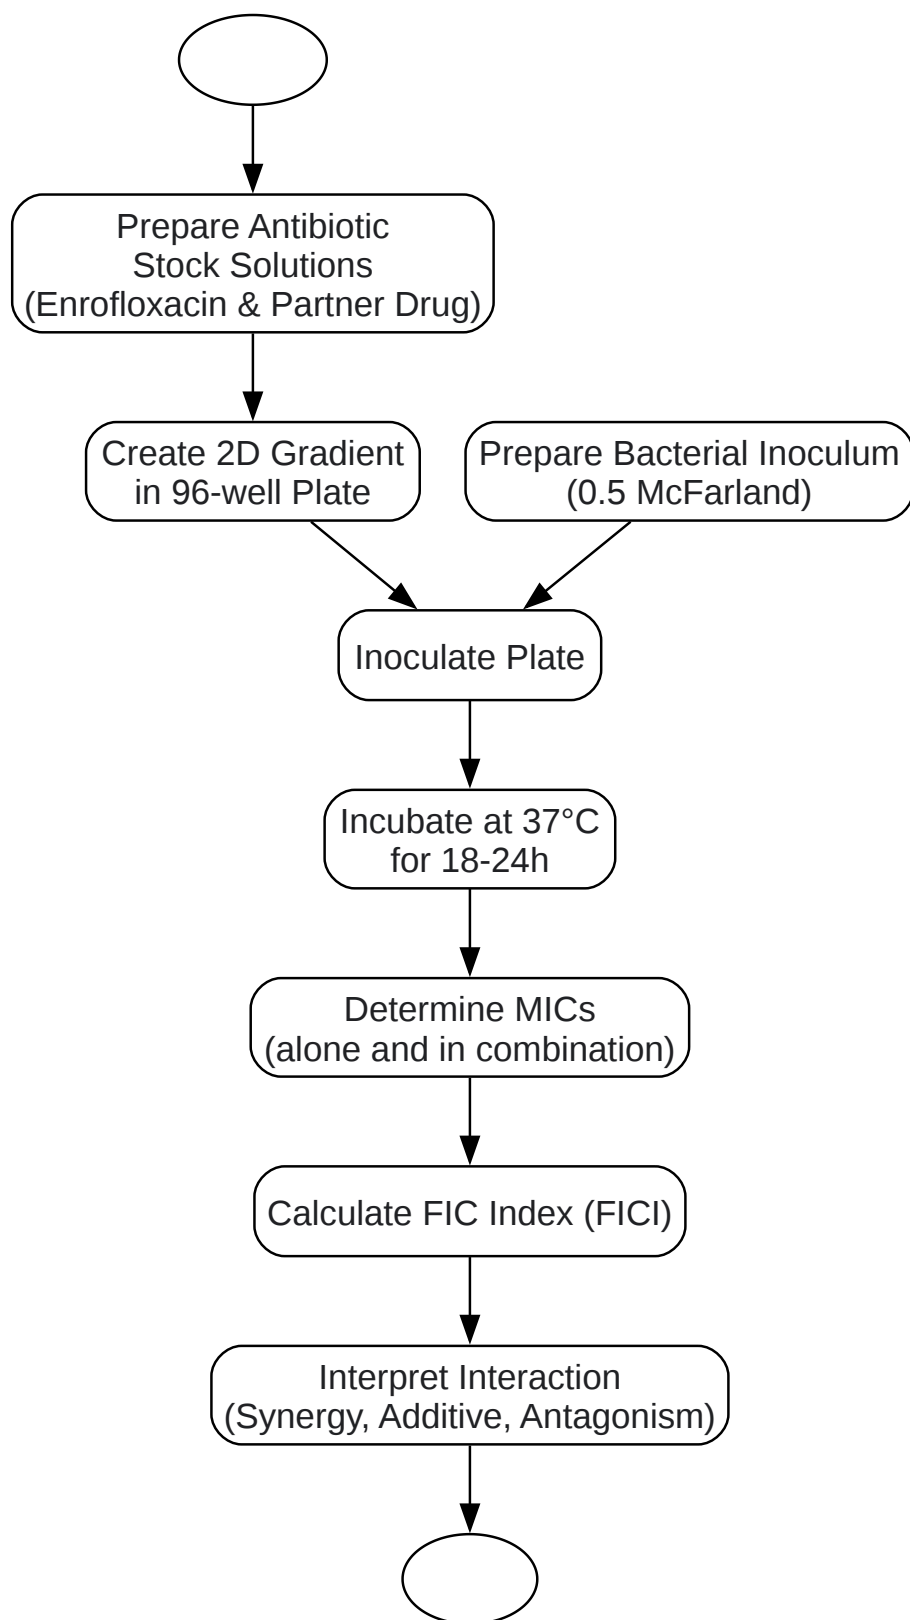 Prepare Antibiotic
Stock Solutions
(Enrofloxacin & Partner Drug)
Create 2D Gradient
in 96-well Plate
Prepare Bacterial Inoculum
(0.5 McFarland)
Inoculate Plate
Incubate at 37°C
for 18-24h
Determine MICs
(alone and in combination)
Calculate FIC Index (FICI)
Interpret Interaction
(Synergy, Additive, Antagonism)